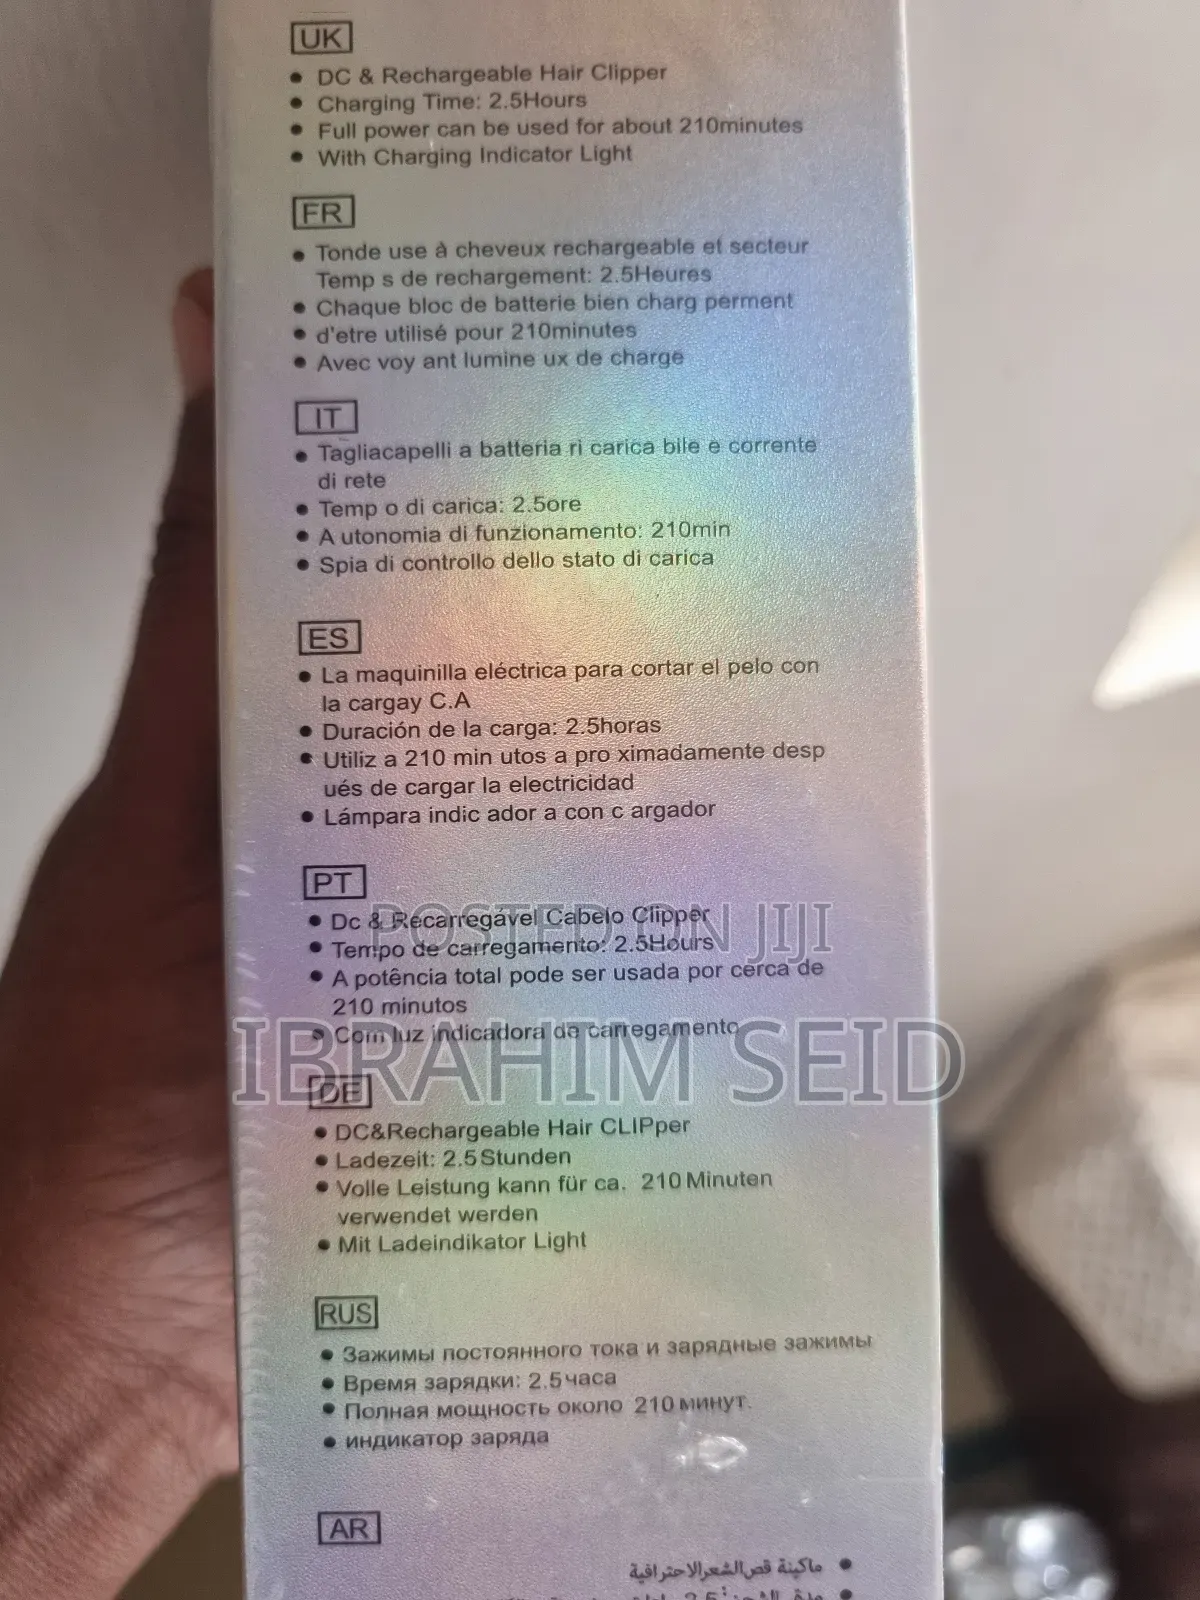 UK
• DC & Rechargeable Hair Clipper
• Charging Time: 2.5Hours
• Full power can be used for about 210minutes
• With Charging Indicator Light
FR
• Tonde use à cheveux rechargeable et secteur
Temp s de rechargement: 2.5Heures
• Chaque bloc de batterie bien charg perment
• d'etre utilisé pour 210minutes
• Avec voy ant lumine ux de charge
IT
• Tagliacapelli a batteria ri carica bile e corrente
di rete
• Temp o di carica: 2.5ore
• A utonomia di funzionamento: 210min
• Spia di controllo dello stato di carica
ES
• La maquinilla eléctrica para cortar el pelo con
la cargay C.A
• Duración de la carga: 2.5horas
• Utiliz a 210 min utos a pro ximadamente desp
ués de cargar la electricidad
• Lámpara indic ador a con c argador
PT
• Dc & Recarregável Cabelo Clipper
POSTED ON JIJI
• Tempo de carregamento: 2.5Hours
• A potência total pode ser usada por cerca de
210 minutos
• Com luz indicadora de carregamento
IBRAHIM SEID
DE
• DC&Rechargeable Hair CLIPper
• Ladezeit: 2.5 Stunden
• Volle Leistung kann für ca. 210 Minuten
verwendet werden
• Mit Ladeindikator Light
RUS
• Зажимы постоянного тока и зарядные зажимы
• Время зарядки: 2.5 часа
• Полная мощность около 210 минут.
• индикатор заряда
AR
• ماكينة قص الشعر الاحترافية